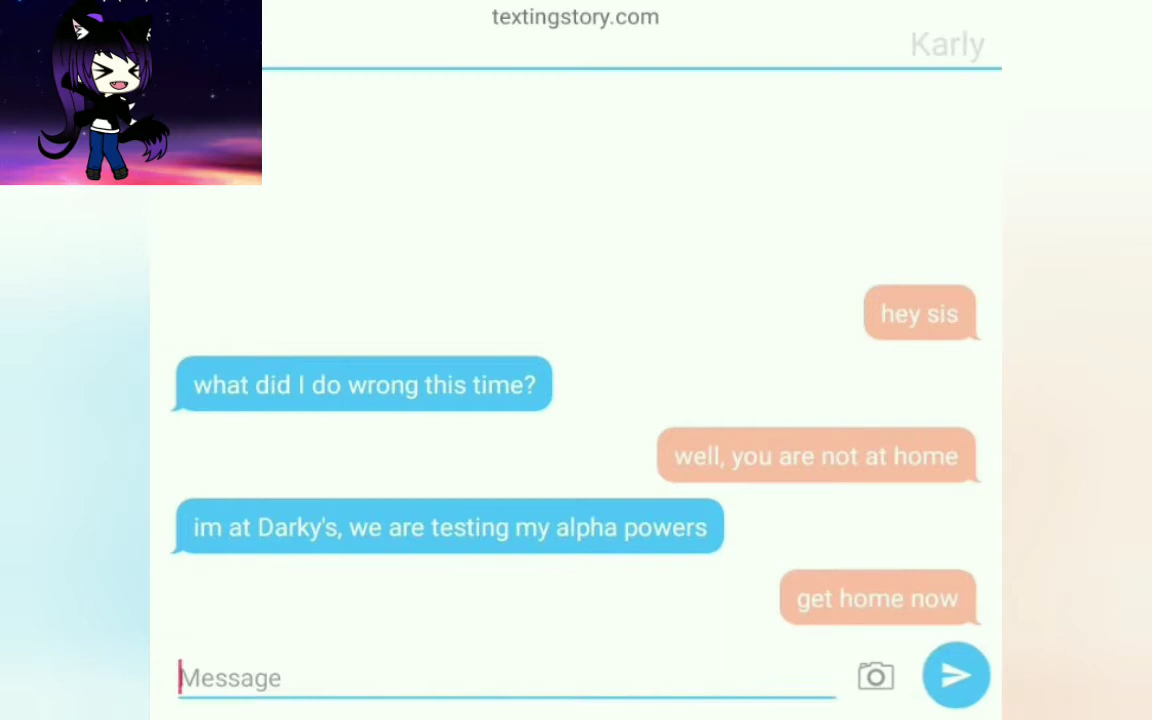 textingstory.com
Karly
hey sis
what did I do wrong this time?
well, you are not at home
im at Darky's, we are testing my alpha powers
get home now
Message